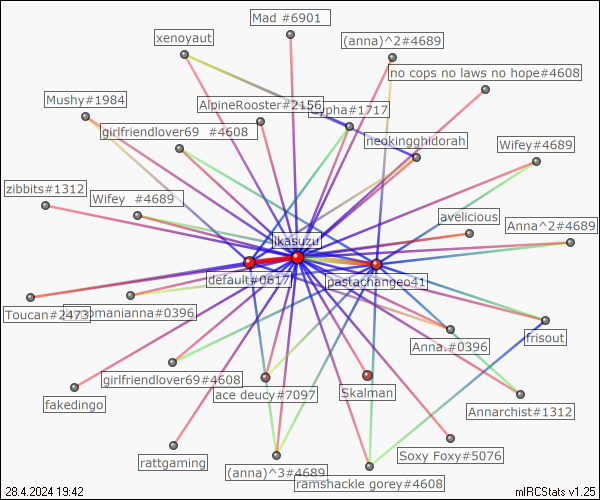 Mad #6901
xenoyaut
(anna)^2#4689
no cops no laws no hope#4608
Mushy#1984
AlpineRooster#2156
ypha#1717
girlfriendlover69 #4608
neokingghidorah
Wifey#4689
zibbits#1312
Wifey #4689
avelicious
Anna^2#4689
ikasuzu
default#0617
pastachangeo41
Toucan#2473
omanianna#0396
Anna.#0396
frisout
girlfriendlover69#4608
ace deucy#7097
Skalman
fakedingo
Annarchist#1312
rattgaming
(anna)^3#4689
Soxy Foxy#5076
ramshackle gorey#4608
28.4.2024 19:42
mIRCStats v1.25